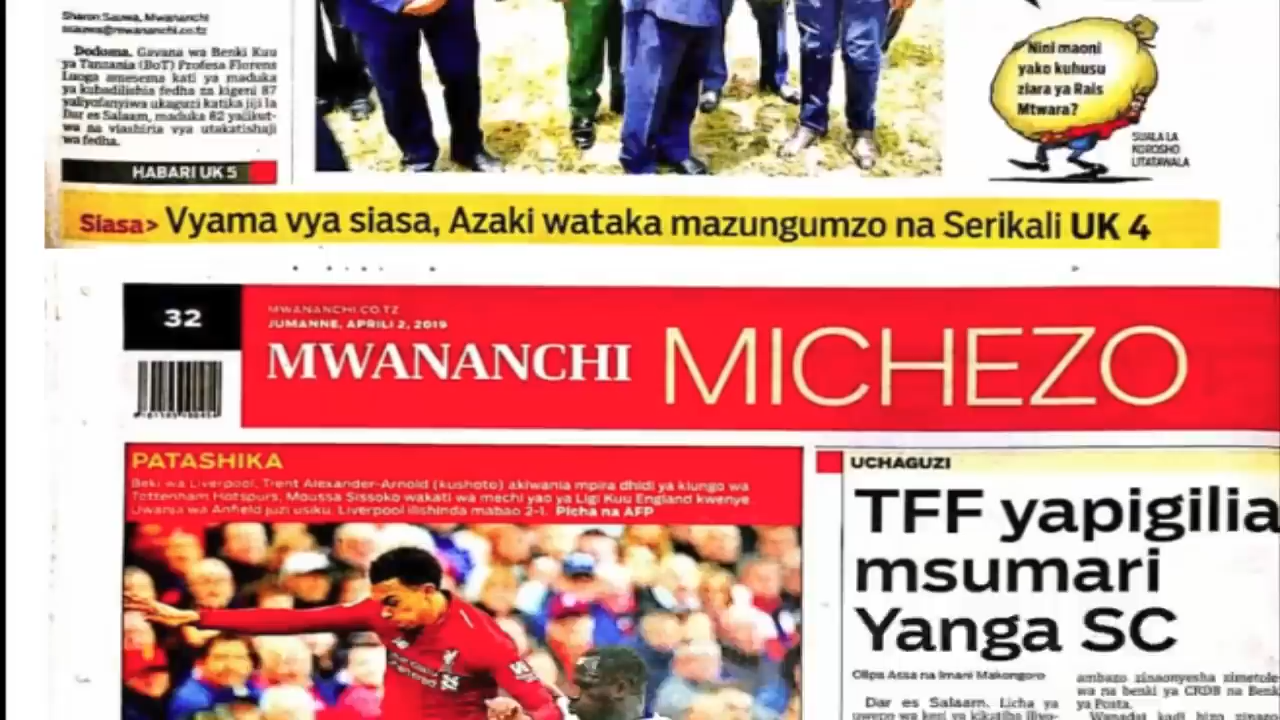 Sharon Sauwa, Mwananchi
ssauwa@mwananchi.co.tz
Dodoma. Gavana wa Benki Kuu
ya Tanzania (BoT) Profesa Florens
Luoga amesema kati ya maduka
ya kubadilishia fedha za kigeni 87
yaliyofanyiwa ukaguzi katika jiji la
Dar es Salaam, maduka 82 yalikut-
wa na viashiria vya utakatishaji
wa fedha.
HABARI UK 5
Nini maoni
yako kuhusu
ziara ya Rais
Mtwara?
SUALA LA
KOROSHO
LITATAWALA
Siasa> Vyama vya siasa, Azaki wataka mazungumzo na Serikali UK 4
32
MWANANCHI.CO.TZ
JUMANNE, APRILI 2, 2019
MWANANCHI MICHEZO
PATASHIKA
Beki wa Liverpool, Trent Alexander-Arnold (kushoto) akiwania mpira dhidi ya kiungo wa
Tottenham Hotspurs, Moussa Sissoko wakati wa mechi yao ya Ligi Kuu England kwenye
Uwanja wa Anfield juzi usiku. Liverpool ilishinda mabao 2-1. Picha na AFP
UCHAGUZI
TFF yapigilia
msumari
Yanga SC
Olipa Assa na Imani Makongoro
Dar es Salaam. Licha ya
ambazo zinaonyesha zimetole-
wa na benki ya CRDB na Benk
ya Posta.